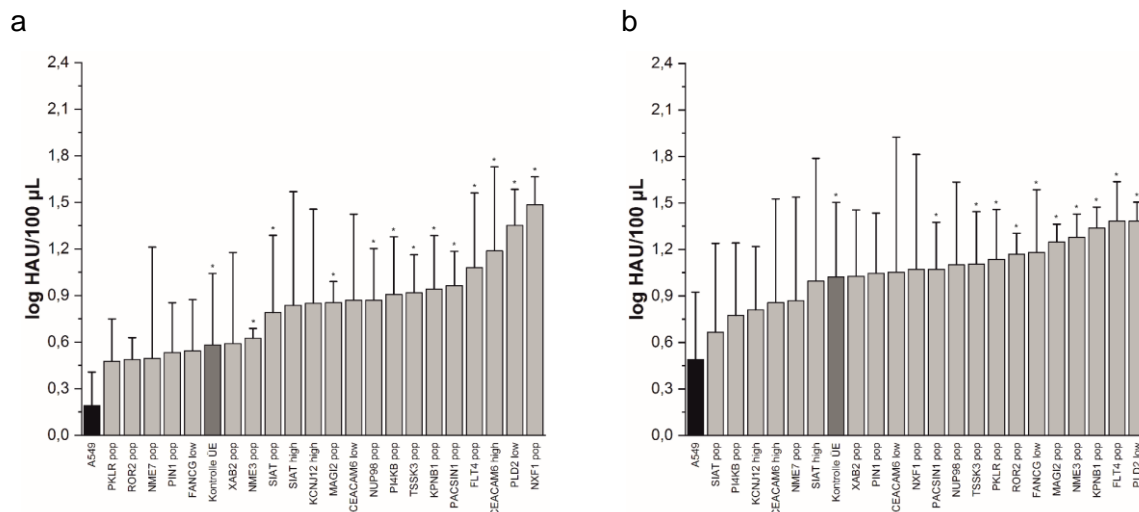 a
b
log HAU/100 µL
2,4
2,1
1,8
1,5
1,2
0,9
0,6
0,3
0,0
* * * * * * * * * * * *
A549
PKLR pop
ROR2 pop
NME7 pop
PIN1 pop
FANCG low
Kontrolle ÜE
XAB2 pop
NME3 pop
SIAT pop
SIAT high
KCNJ12 high
MAGI2 pop
CEACAM6 low
NUP98 pop
PI4KB pop
TSSK3 pop
KPNB1 pop
PACSIN1 pop
FLT4 pop
CEACAM6 high
PLD2 low
NXF1 pop
log HAU/100 µL
2,4
2,1
1,8
1,5
1,2
0,9
0,6
0,3
0,0
* * * * * * * * * *
A549
SIAT pop
PI4KB pop
KCNJ12 high
CEACAM6 high
NME7 pop
SIAT high
Kontrolle ÜE
XAB2 pop
PIN1 pop
CEACAM6 low
NXF1 pop
PACSIN1 pop
NUP98 pop
TSSK3 pop
PKLR pop
ROR2 pop
FANCG low
MAGI2 pop
NME3 pop
KPNB1 pop
FLT4 pop
PLD2 low